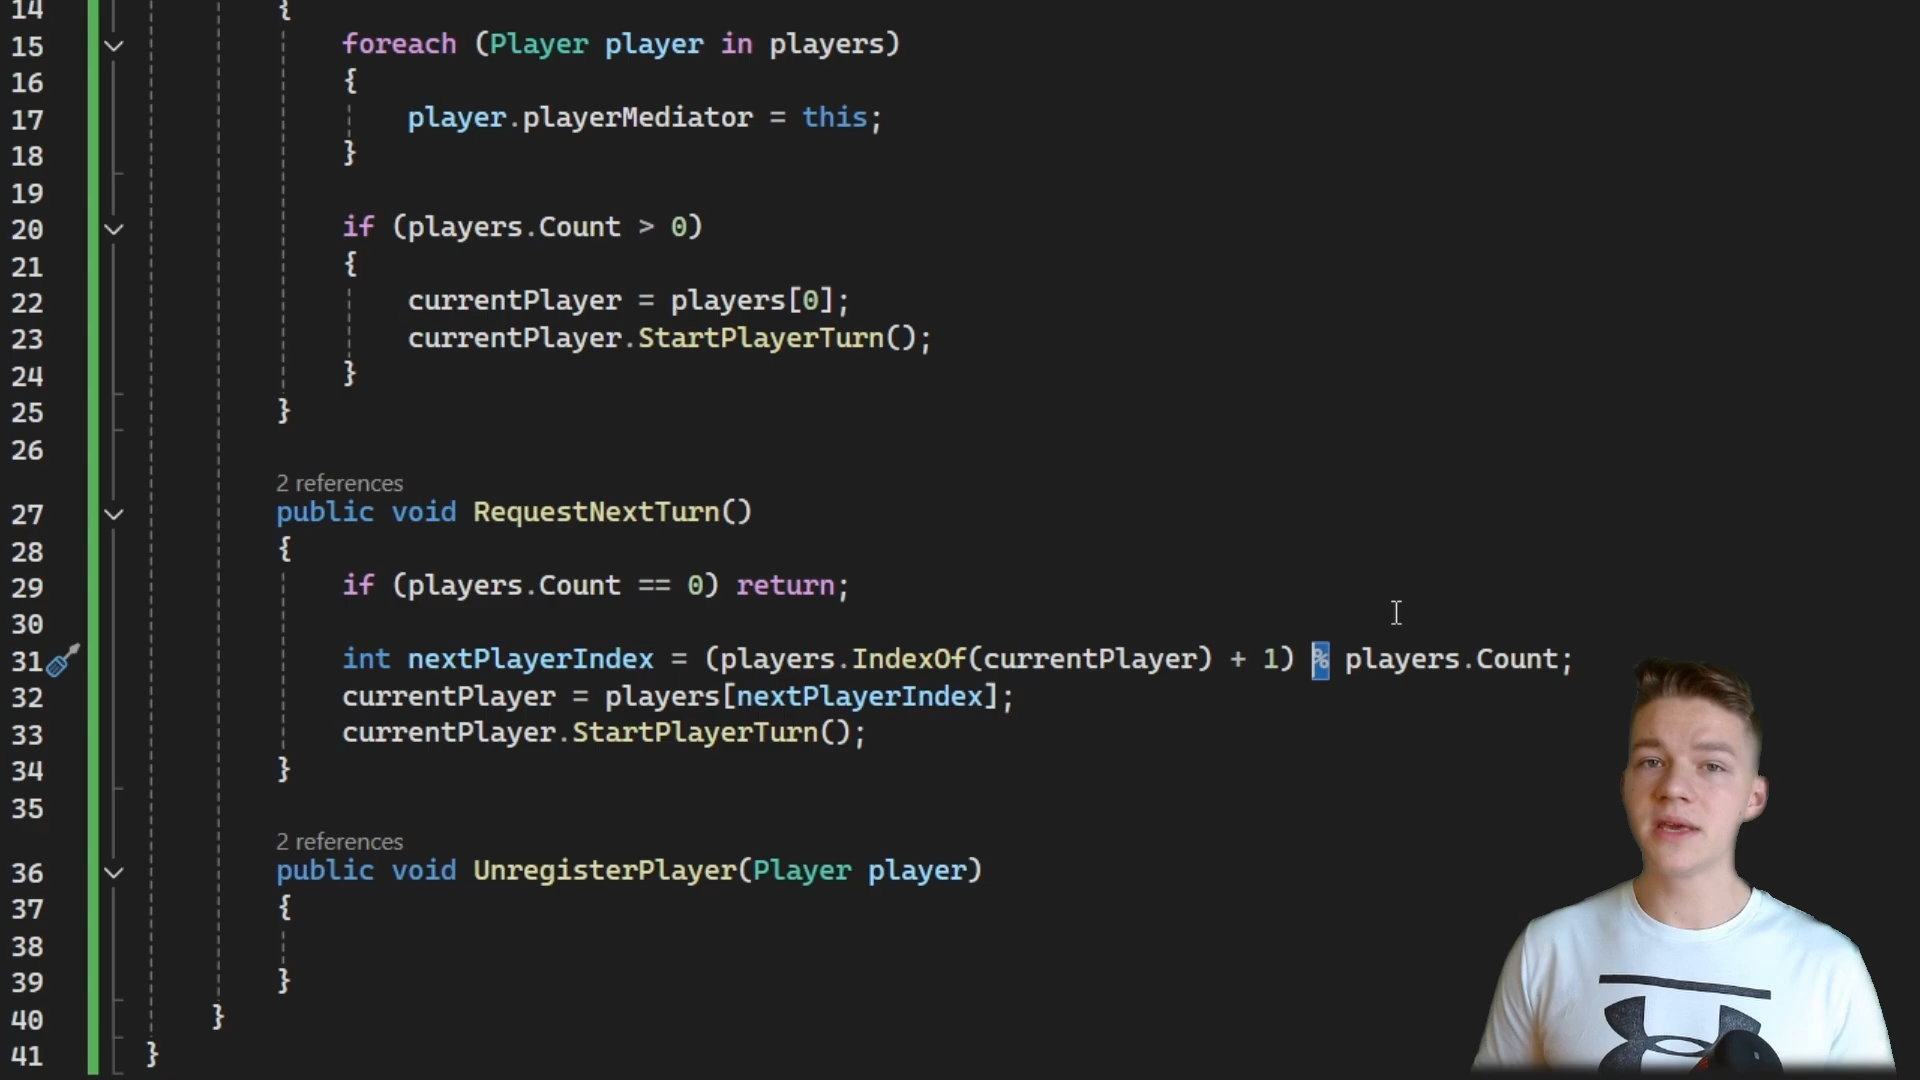 14 {
15 foreach (Player player in players)
16 {
17 player.playerMediator = this;
18 }
19
20 if (players.Count > 0)
21 {
22 currentPlayer = players[0];
23 currentPlayer.StartPlayerTurn();
24 }
25 }
26
2 references
27 public void RequestNextTurn()
28 {
29 if (players.Count == 0) return;
30
31 int nextPlayerIndex = (players.IndexOf(currentPlayer) + 1) % players.Count;
32 currentPlayer = players[nextPlayerIndex];
33 currentPlayer.StartPlayerTurn();
34 }
35
2 references
36 public void UnregisterPlayer(Player player)
37 {
38
39 }
40 }
41 }